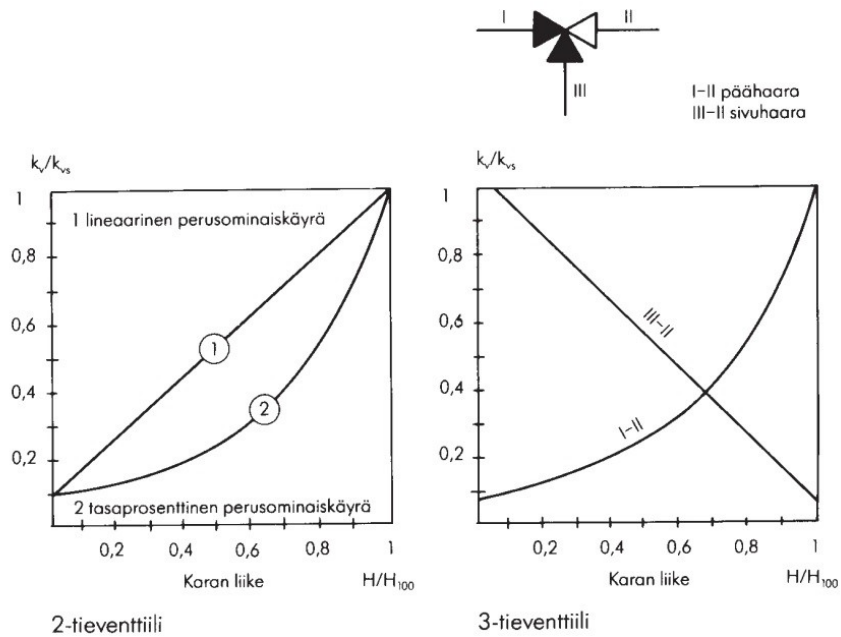 I
II
III
I–II päähaara
III–II sivuhaara
kᵥ/kᵥₛ
1
1 lineaarinen perusominaiskäyrä
0,8
0,6
1
0,4
2
0,2
2 tasaprosenttinen perusominaiskäyrä
0,2 0,4 0,6 0,8 1
Karan liike H/H₁₀₀
2-tieventtiili
kᵥ/kᵥₛ
1
0,8
0,6
III–II
0,4
I–II
0,2
0,2 0,4 0,6 0,8 1
Karan liike H/H₁₀₀
3-tieventtiili